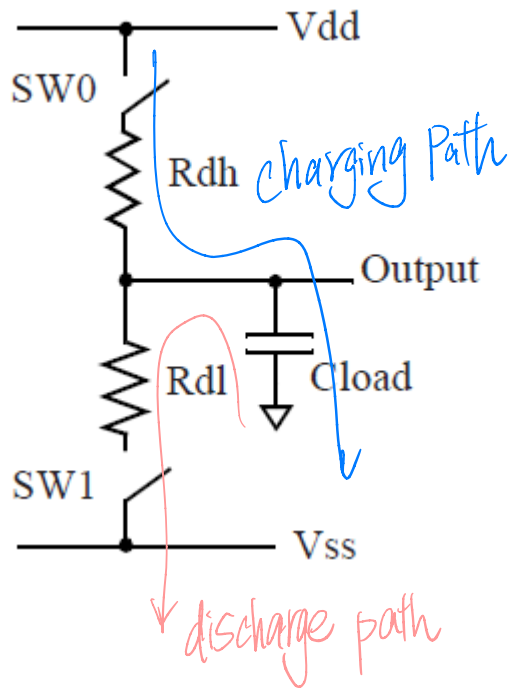 Vdd
SW0
Rdh
charging Path
Output
Rdl
Cload
SW1
Vss
discharge path